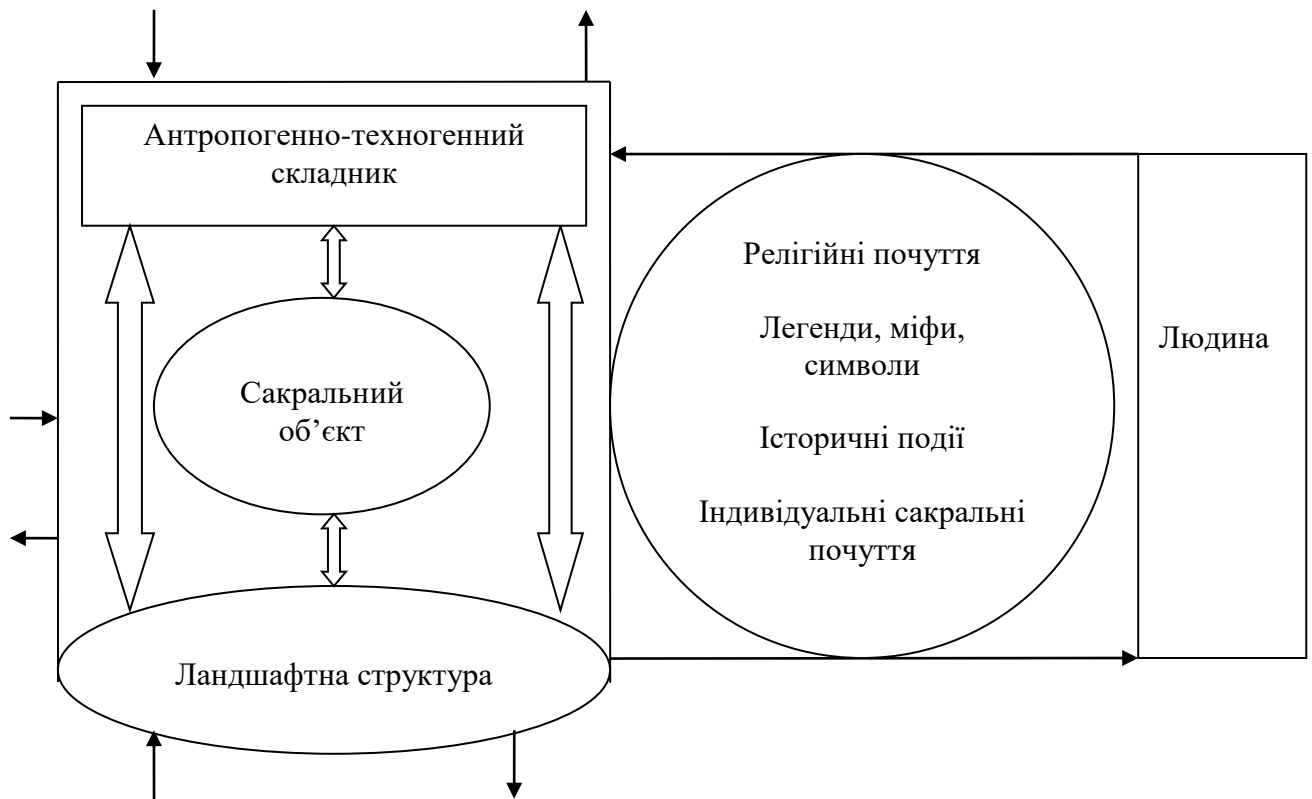 Антропогенно-техногенний
складник
Сакральний
об’єкт
Ландшафтна структура
Релігійні почуття
Легенди, міфи,
символи
Історичні події
Індивідуальні сакральні
почуття
Людина